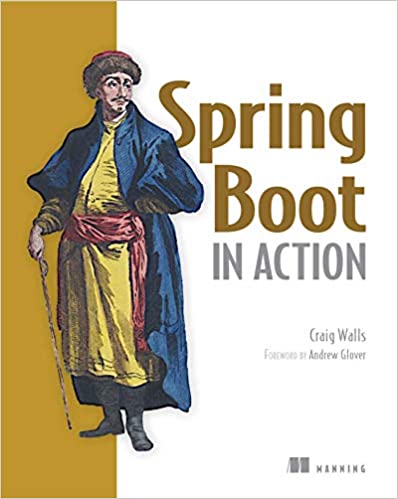 Spring
Boot
IN ACTION
Craig Walls
FOREWORD BY Andrew Glover
MANNING